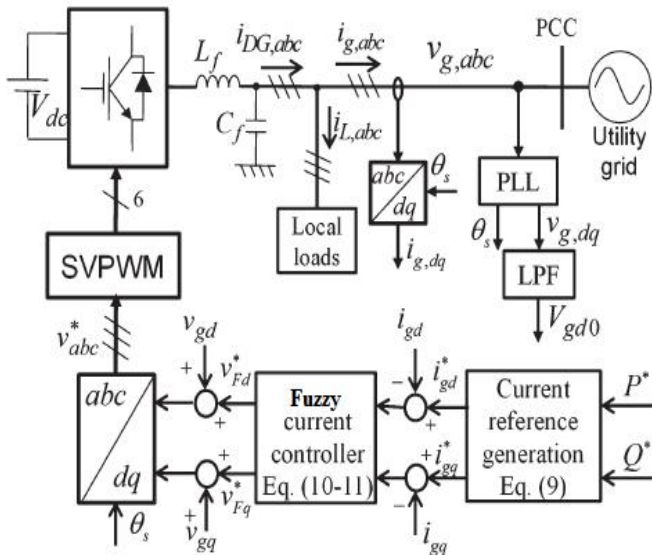 V_dc
L_f
i_DG,abc
i_g,abc
v_g,abc
PCC
C_f
i_L,abc
Utility
grid
6
abc
dq
θ_s
PLL
Local
loads
θ_s
v_g,dq
i_g,dq
SVPWM
LPF
V_gd0
v*_abc
v_gd
i_gd
+
v*_Fd
+
Fuzzy
current
controller
Eq. (10-11)
−
i*_gd
+
Current
reference
generation
Eq. (9)
P*
abc
dq
+
v*_Fq
+
v_gq
+
i*_gq
−
i_gq
Q*
θ_s